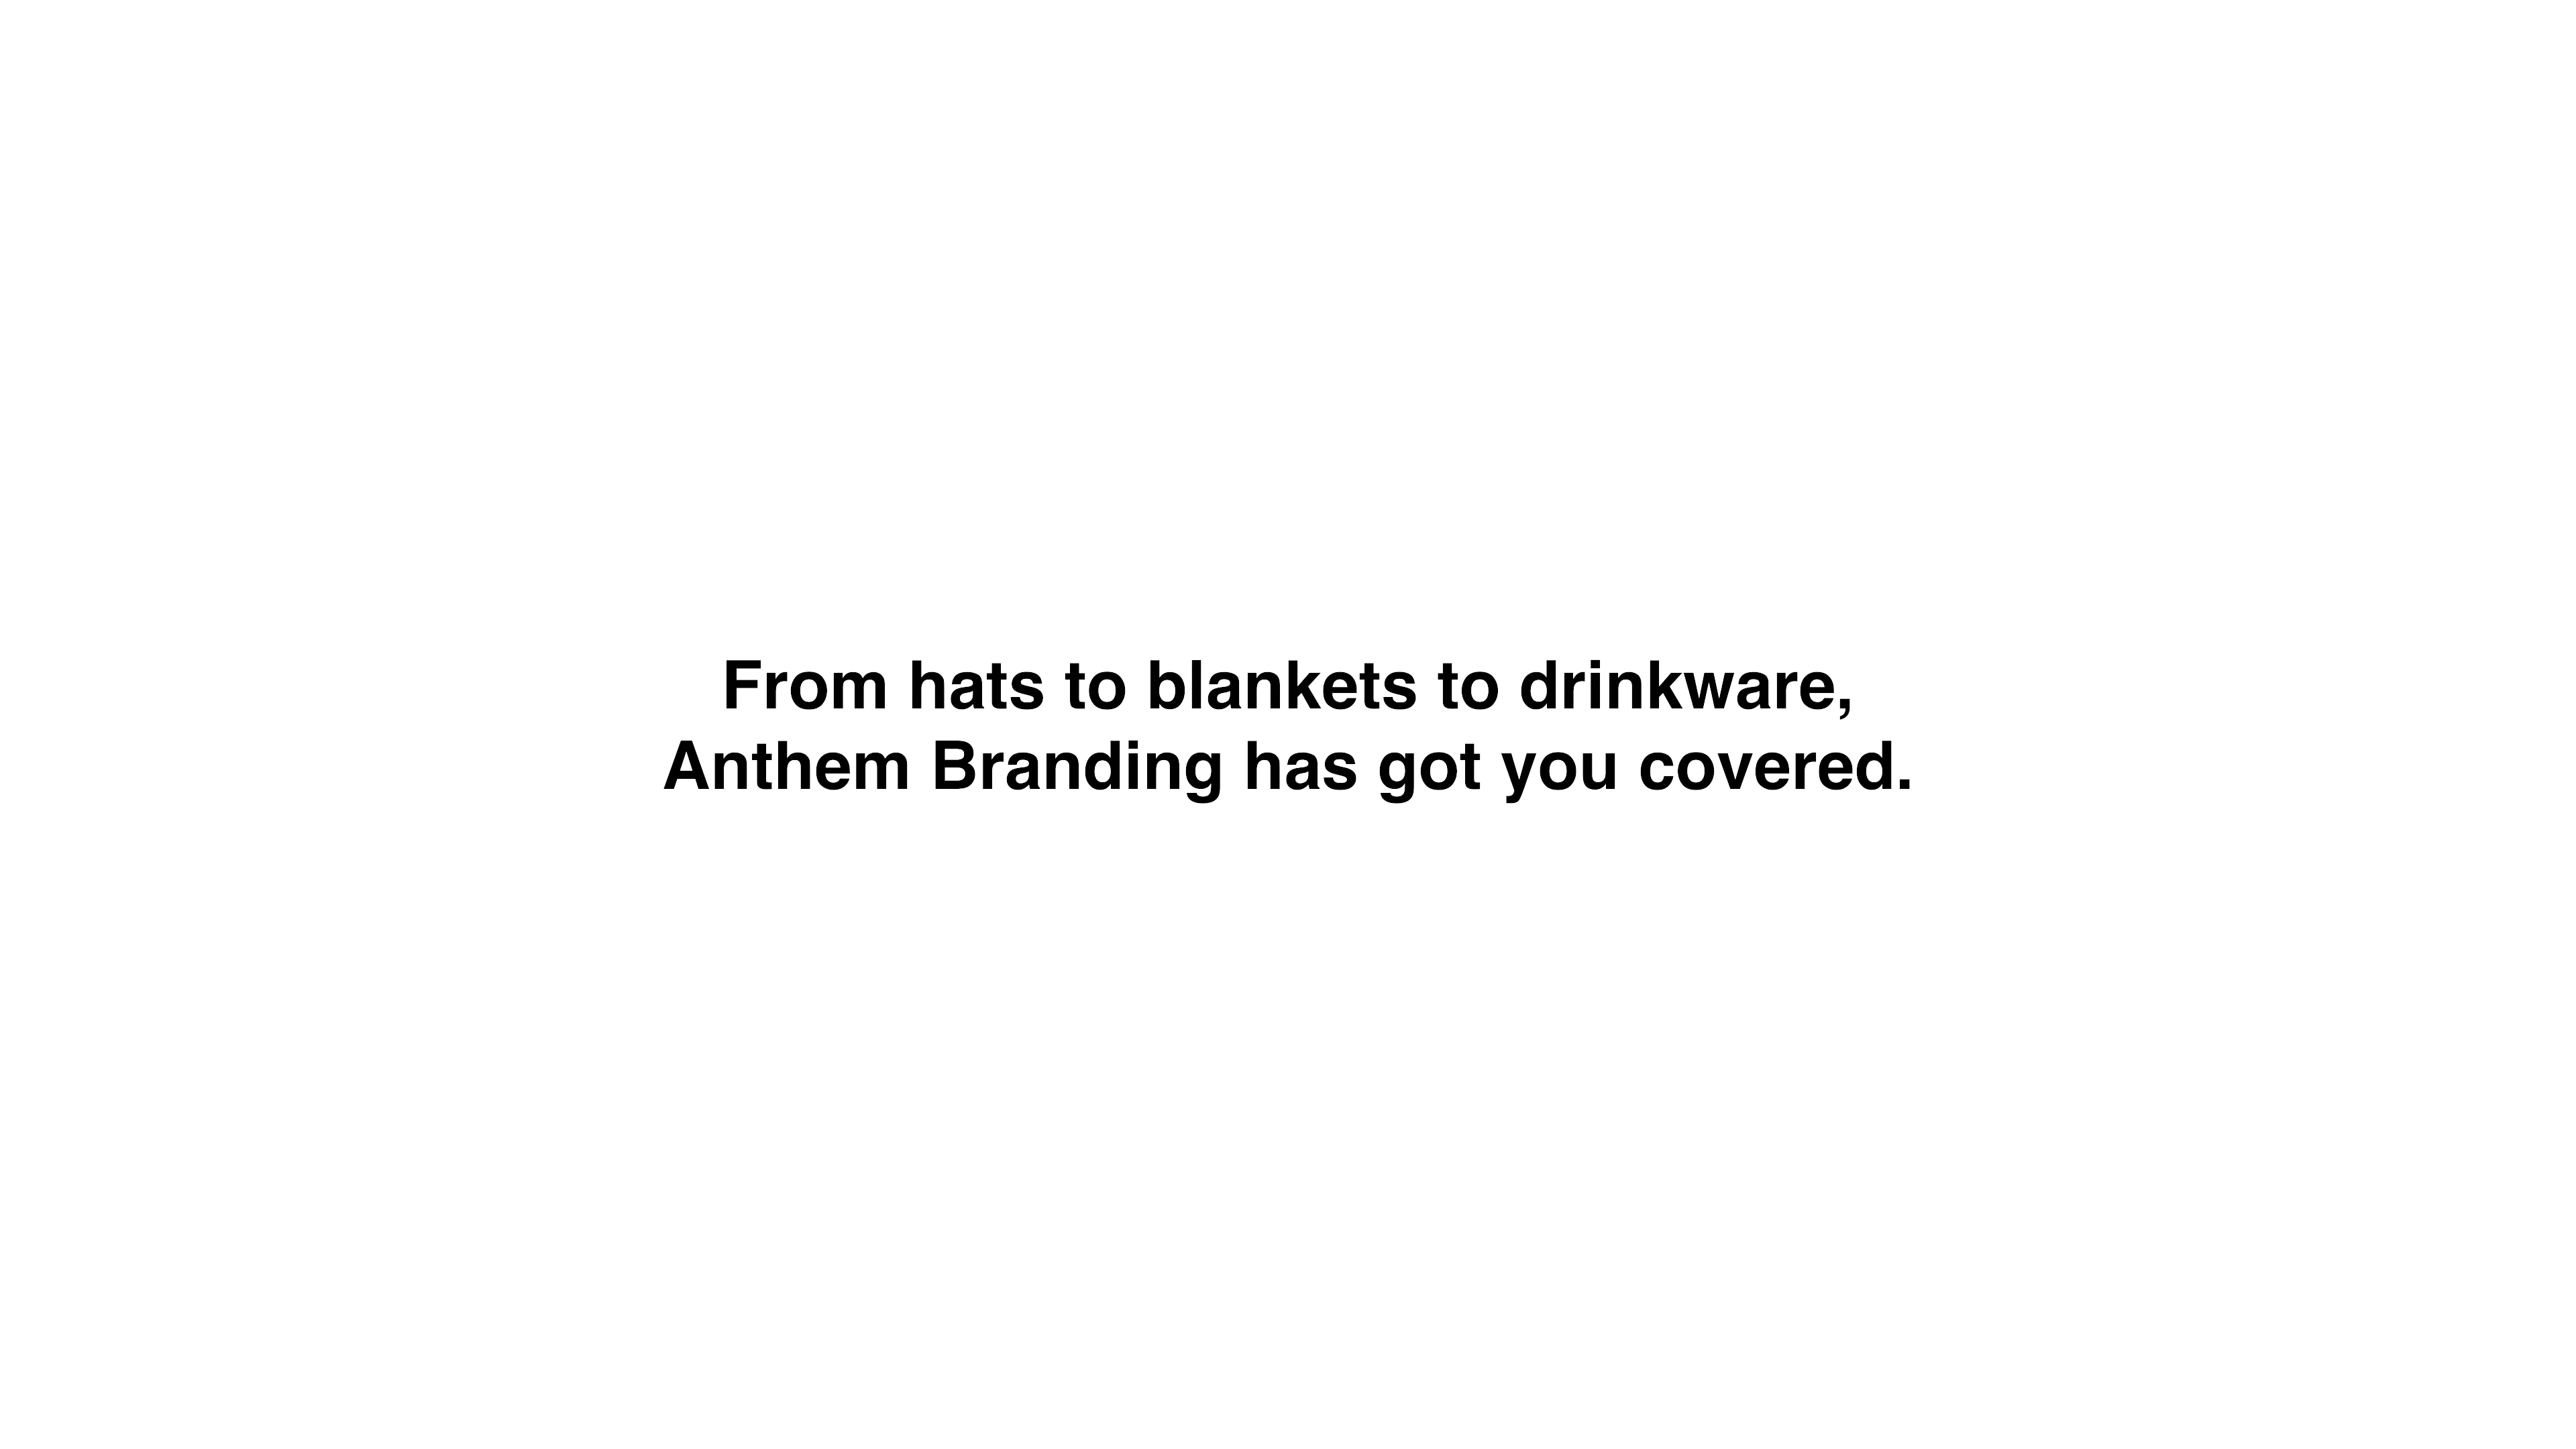 From hats to blankets to drinkware,
Anthem Branding has got you covered.